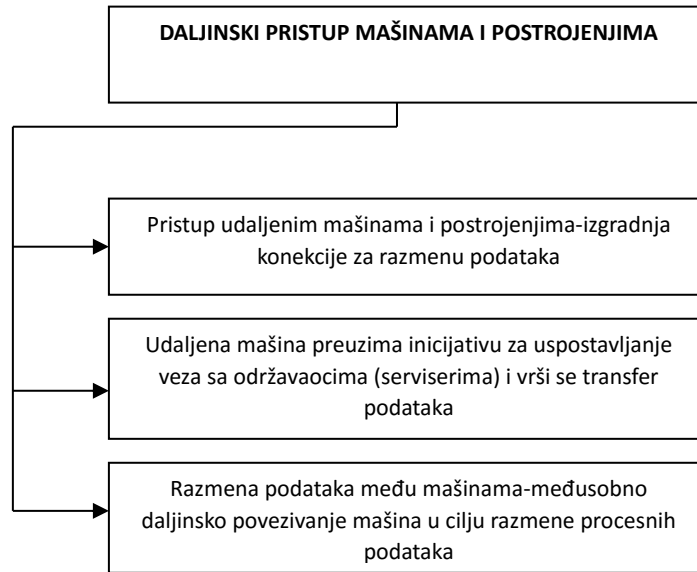 DALJINSKI PRISTUP MAŠINAMA I POSTROJENJIMA
Pristup udaljenim mašinama i postrojenjima-izgradnja
konekcije za razmenu podataka
Udaljena mašina preuzima inicijativu za uspostavljanje
veza sa održavaocima (serviserima) i vrši se transfer
podataka
Razmena podataka među mašinama-međusobno
daljinsko povezivanje mašina u cilju razmene procesnih
podataka